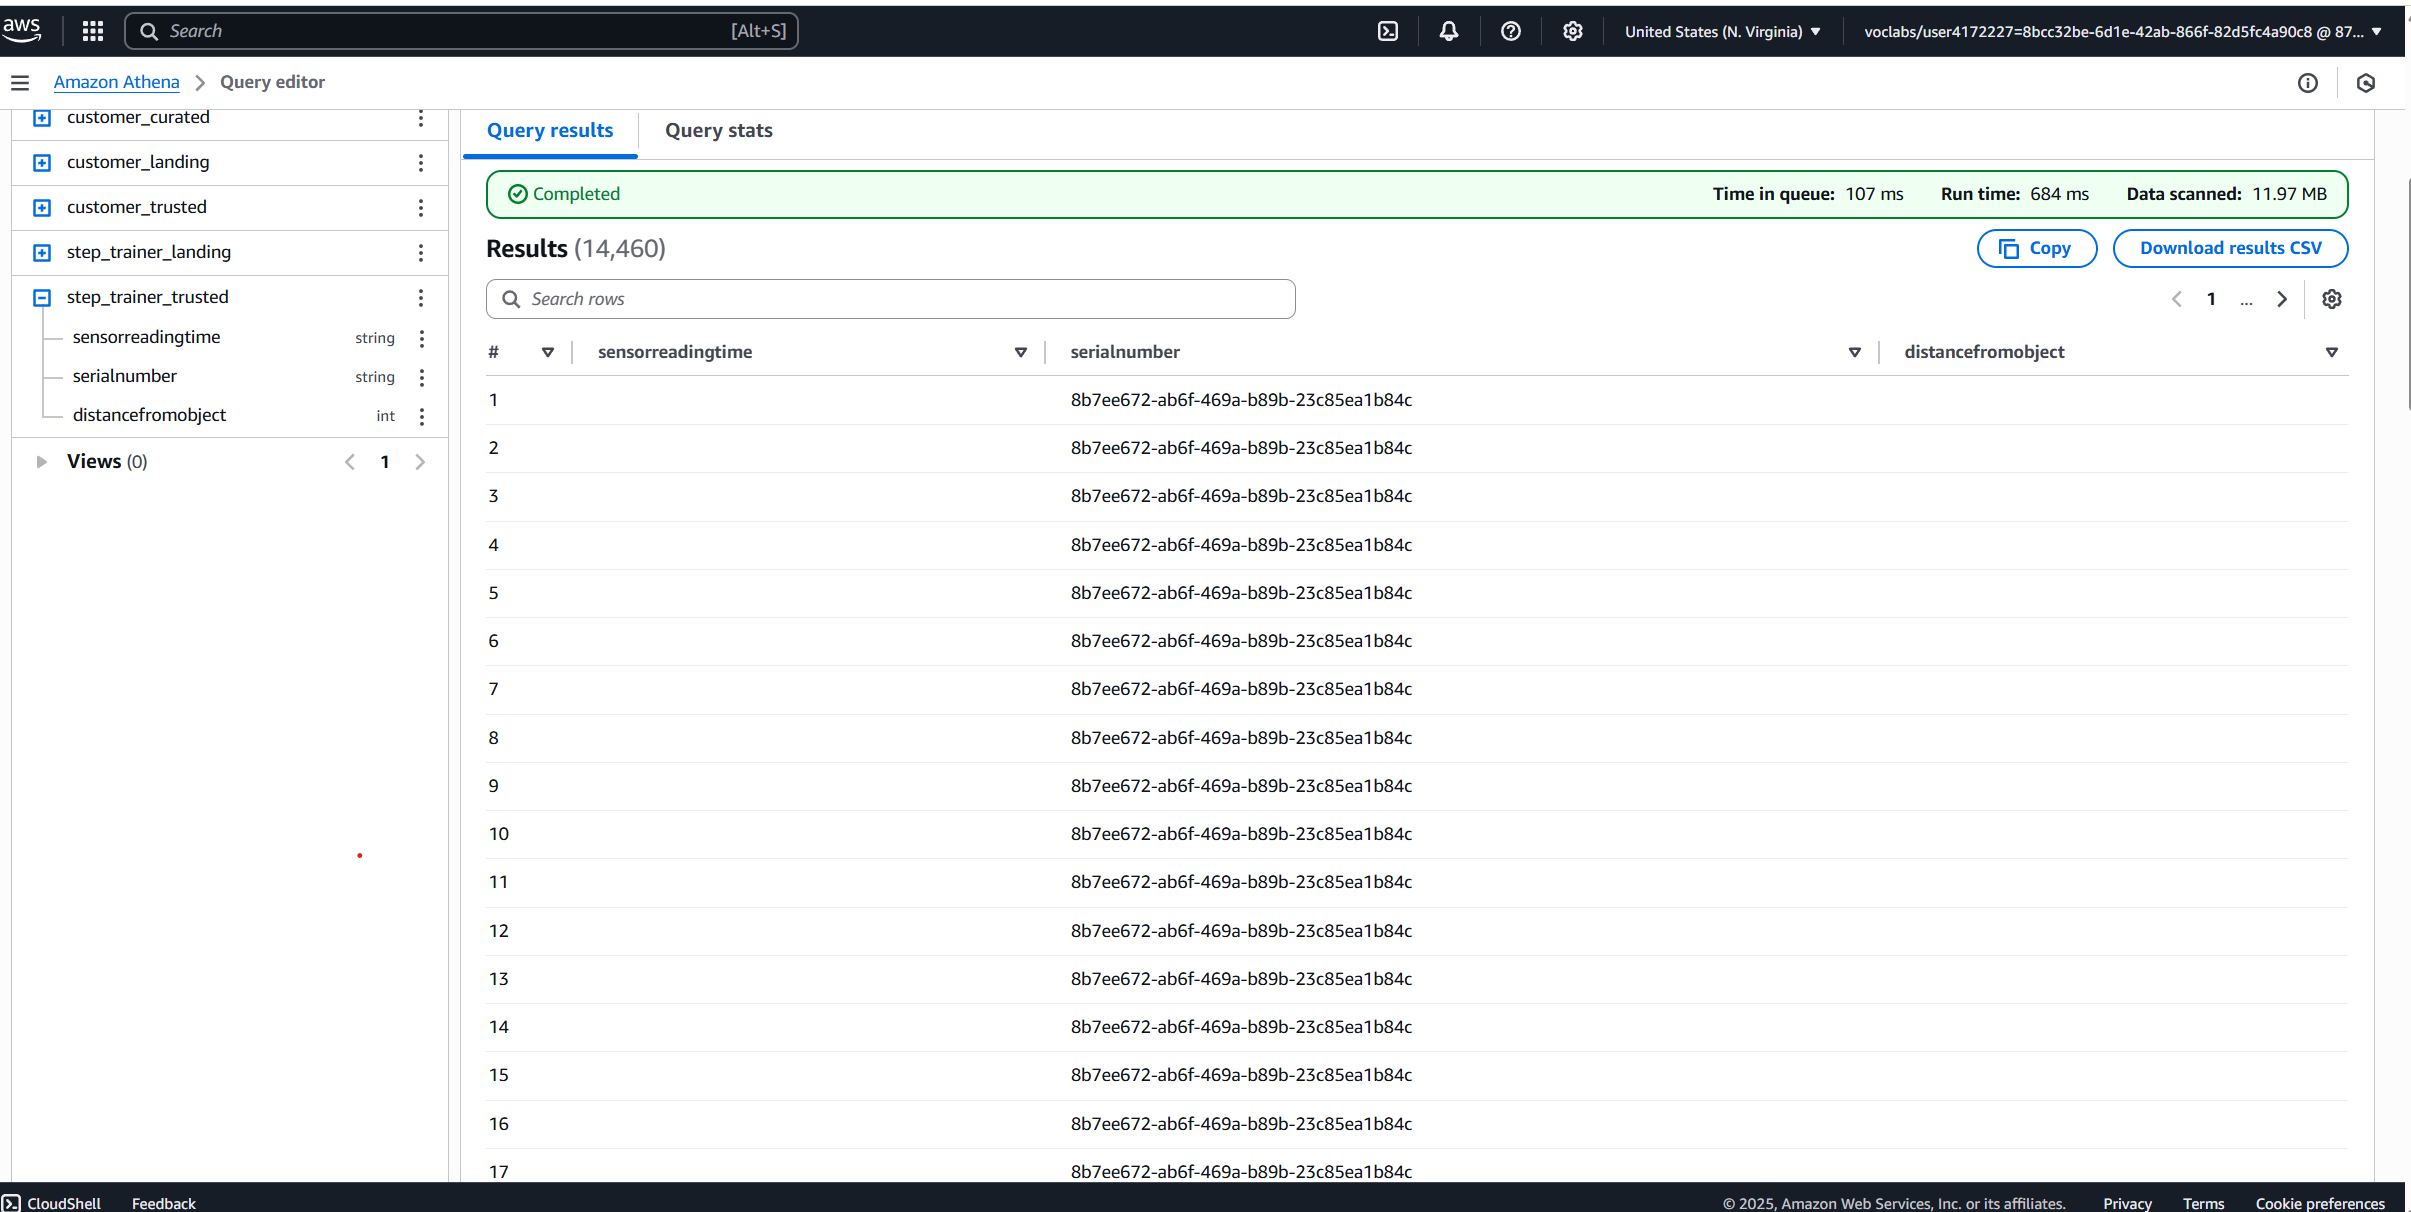 aws
Search
[Alt+S]
United States (N. Virginia)
voclabs/user4172227=8bcc32be-6d1e-42ab-866f-82d5fc4a90c8 @ 87...
Amazon Athena
Query editor
customer_curated
customer_landing
customer_trusted
step_trainer_landing
step_trainer_trusted
sensorreadingtime string
serialnumber string
distancefromobject int
Views (0)
1
Query results
Query stats
Completed
Time in queue: 107 ms
Run time: 684 ms
Data scanned: 11.97 MB
Results (14,460)
Copy
Download results CSV
Search rows
1 ...
# sensorreadingtime serialnumber distancefromobject
1 8b7ee672-ab6f-469a-b89b-23c85ea1b84c
2 8b7ee672-ab6f-469a-b89b-23c85ea1b84c
3 8b7ee672-ab6f-469a-b89b-23c85ea1b84c
4 8b7ee672-ab6f-469a-b89b-23c85ea1b84c
5 8b7ee672-ab6f-469a-b89b-23c85ea1b84c
6 8b7ee672-ab6f-469a-b89b-23c85ea1b84c
7 8b7ee672-ab6f-469a-b89b-23c85ea1b84c
8 8b7ee672-ab6f-469a-b89b-23c85ea1b84c
9 8b7ee672-ab6f-469a-b89b-23c85ea1b84c
10 8b7ee672-ab6f-469a-b89b-23c85ea1b84c
11 8b7ee672-ab6f-469a-b89b-23c85ea1b84c
12 8b7ee672-ab6f-469a-b89b-23c85ea1b84c
13 8b7ee672-ab6f-469a-b89b-23c85ea1b84c
14 8b7ee672-ab6f-469a-b89b-23c85ea1b84c
15 8b7ee672-ab6f-469a-b89b-23c85ea1b84c
16 8b7ee672-ab6f-469a-b89b-23c85ea1b84c
17 8b7ee672-ab6f-469a-b89b-23c85ea1b84c
CloudShell
Feedback
© 2025, Amazon Web Services, Inc. or its affiliates.
Privacy
Terms
Cookie preferences